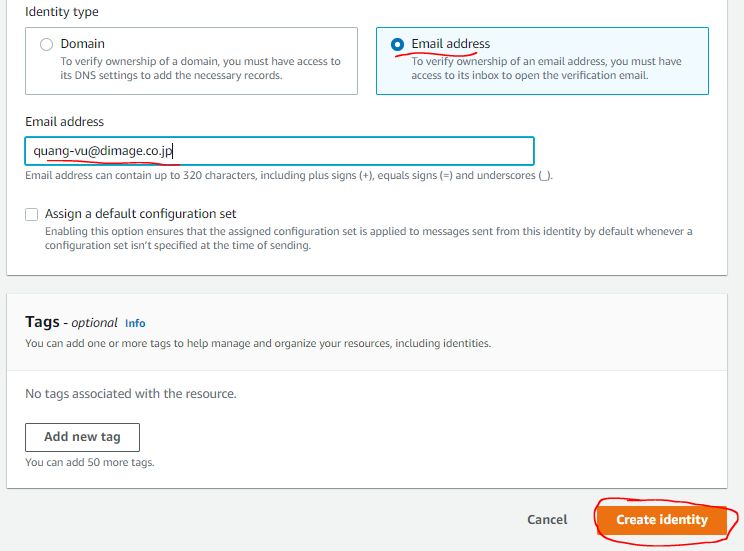 Identity type
Domain
To verify ownership of a domain, you must have access to
its DNS settings to add the necessary records.
Email address
To verify ownership of an email address, you must have
access to its inbox to open the verification email.
Email address
quang-vu@dimage.co.jp
Email address can contain up to 320 characters, including plus signs (+), equals signs (=) and underscores (_).
Assign a default configuration set
Enabling this option ensures that the assigned configuration set is applied to messages sent from this identity by default whenever a
configuration set isn't specified at the time of sending.
Tags - optional Info
You can add one or more tags to help manage and organize your resources, including identities.
No tags associated with the resource.
Add new tag
You can add 50 more tags.
Cancel
Create identity